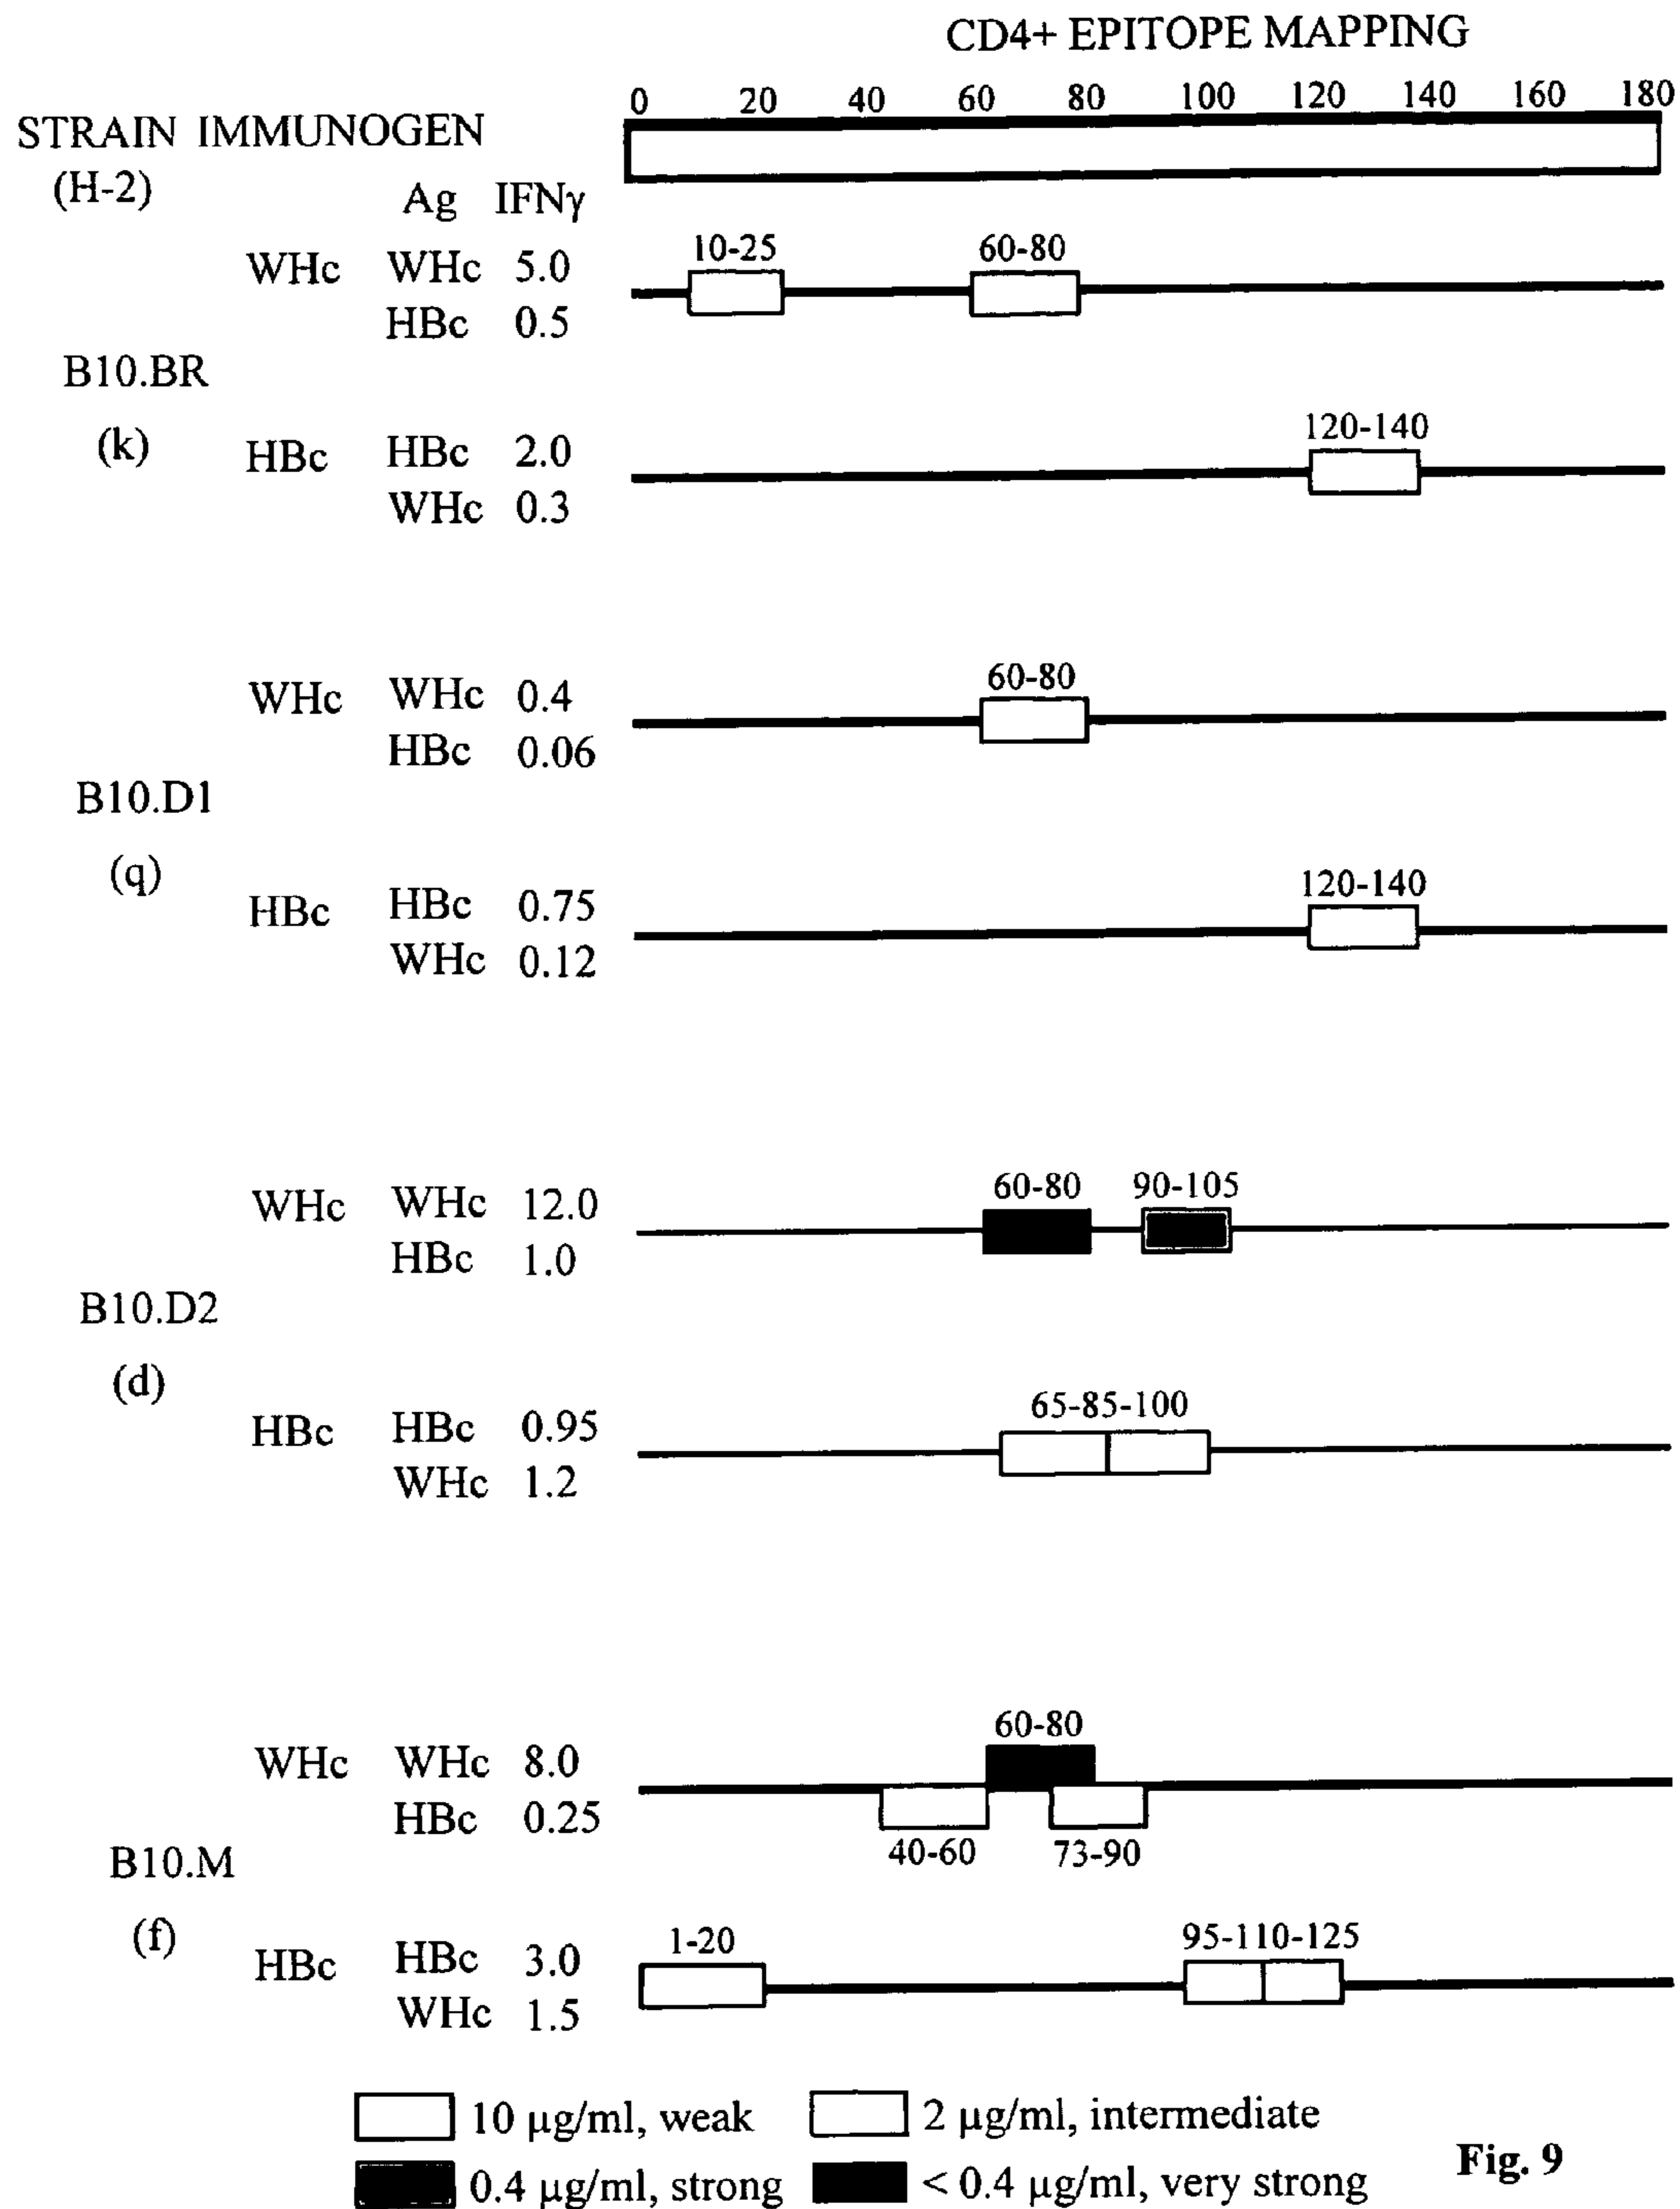 CD4+ EPITOPE MAPPING
0 20 40 60 80 100 120 140 160 180
STRAIN IMMUNOGEN
(H-2)
Ag IFNγ
10-25 60-80
WHc WHc 5.0
HBc 0.5
B10.BR
(k)
120-140
HBc HBc 2.0
WHc 0.3
60-80
WHc WHc 0.4
HBc 0.06
B10.D1
(q)
120-140
HBc HBc 0.75
WHc 0.12
60-80 90-105
WHc WHc 12.0
HBc 1.0
B10.D2
(d)
65-85-100
HBc HBc 0.95
WHc 1.2
60-80
WHc WHc 8.0
HBc 0.25
40-60 73-90
B10.M
(f)
1-20 95-110-125
HBc HBc 3.0
WHc 1.5
10 μg/ml, weak 2 μg/ml, intermediate
0.4 μg/ml, strong < 0.4 μg/ml, very strong
Fig. 9